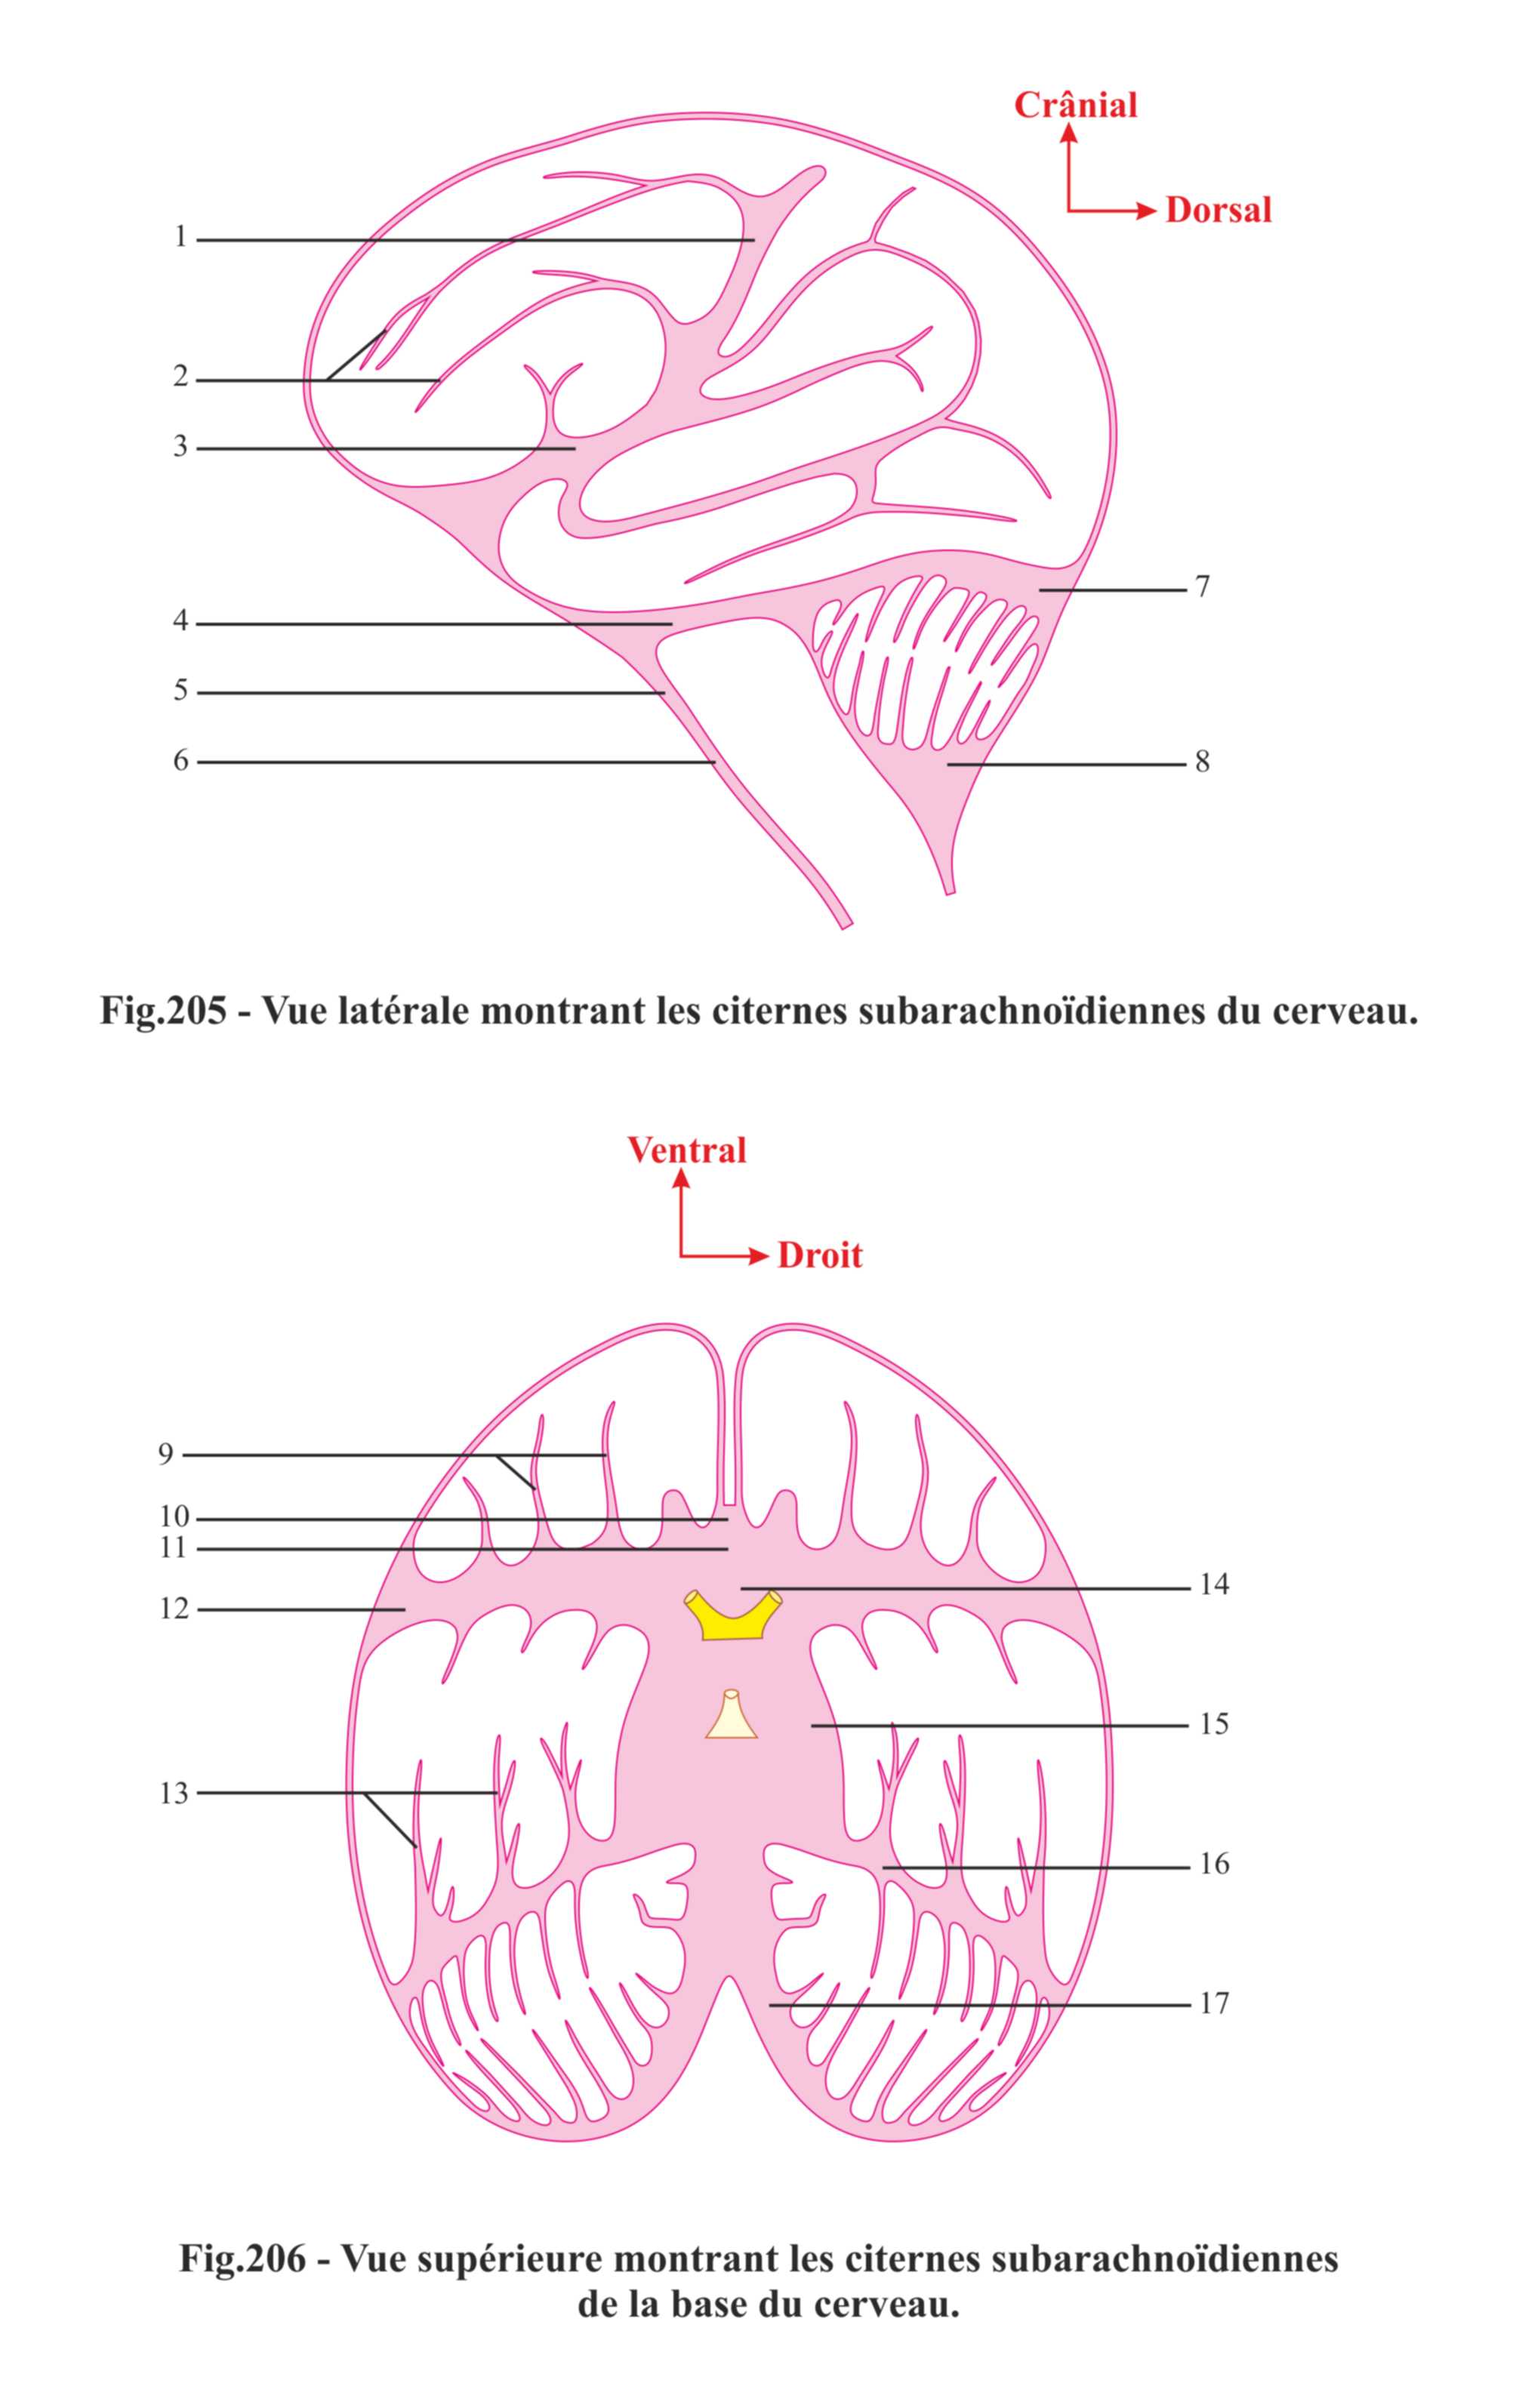 Crânial
Dorsal
1
2
3
4
5
6
7
8
Fig.205 - Vue latérale montrant les citernes subarachnoïdiennes du cerveau.
Ventral
Droit
9
10
11
12
13
14
15
16
17
Fig.206 - Vue supérieure montrant les citernes subarachnoïdiennes
de la base du cerveau.